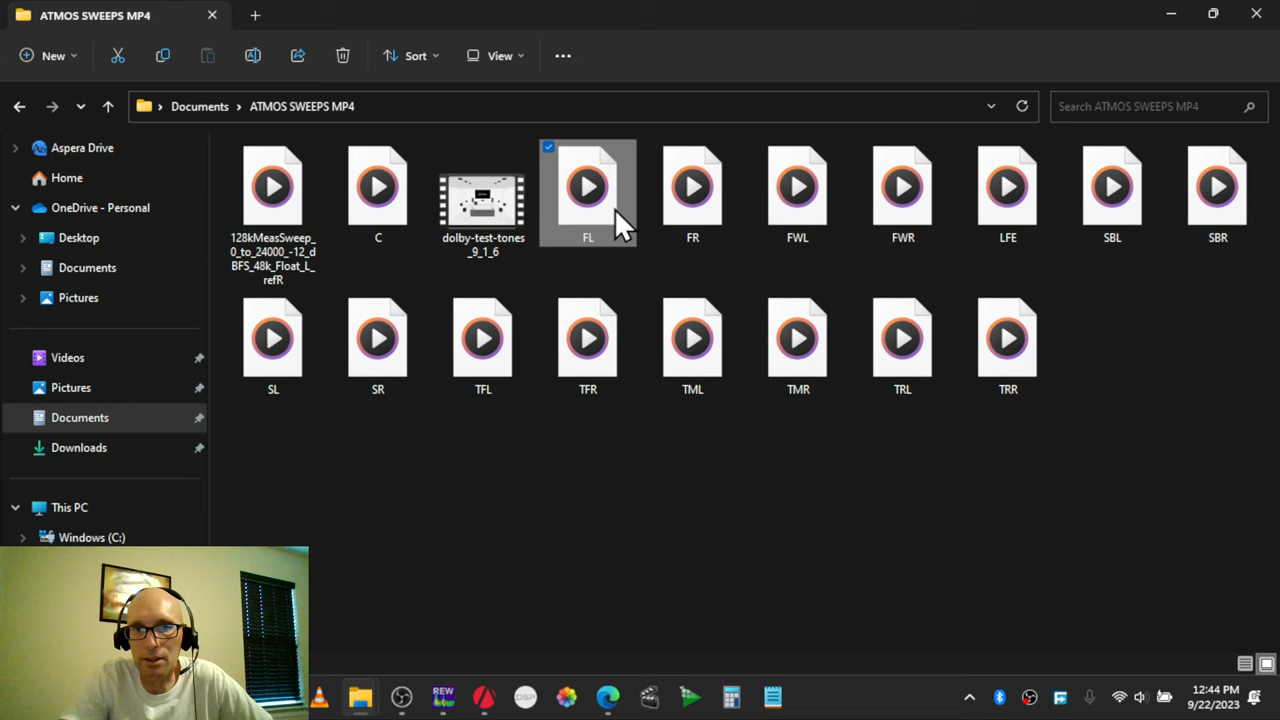 ATMOS SWEEPS MP4
New
Sort
View
Documents
ATMOS SWEEPS MP4
Search ATMOS SWEEPS MP4
Aspera Drive
Home
OneDrive - Personal
Desktop
Documents
Pictures
Videos
Pictures
Documents
Downloads
This PC
Windows (C:)
128kMeasSweep_
0_to_24000_-12_d
BFS_48k_Float_L_
refR
C
dolby-test-tones
_9_1_6
FL
FR
FWL
FWR
LFE
SBL
SBR
SL
SR
TFL
TFR
TML
TMR
TRL
TRR
REW
DSP
12:44 PM
9/22/2023